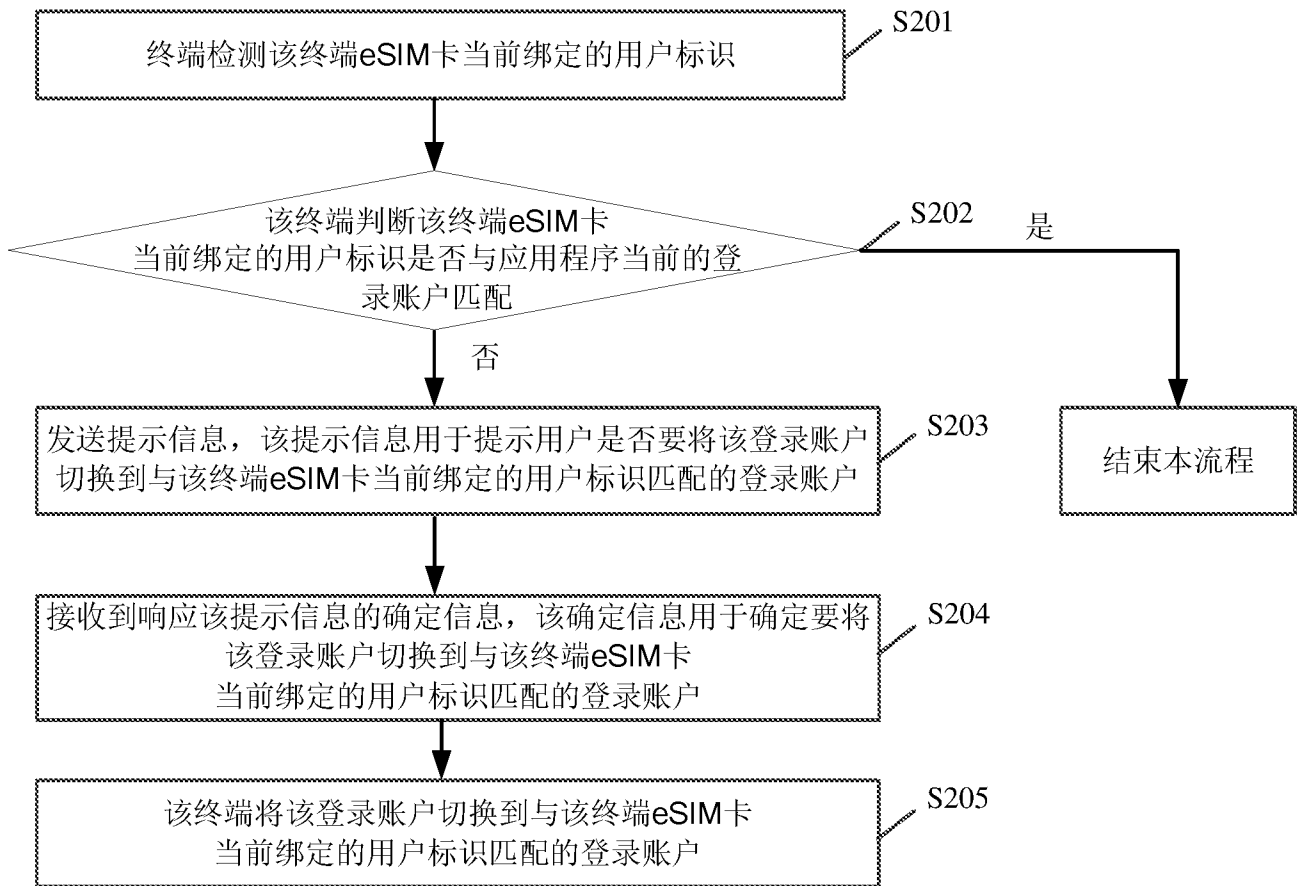 终端检测该终端eSIM卡当前绑定的用户标识
S201
该终端判断该终端eSIM卡
当前绑定的用户标识是否与应用程序当前的登
录账户匹配
S202
是
否
发送提示信息，该提示信息用于提示用户是否要将该登录账户
切换到与该终端eSIM卡当前绑定的用户标识匹配的登录账户
S203
结束本流程
接收到响应该提示信息的确定信息，该确定信息用于确定要将
该登录账户切换到与该终端eSIM卡
当前绑定的用户标识匹配的登录账户
S204
该终端将该登录账户切换到与该终端eSIM卡
当前绑定的用户标识匹配的登录账户
S205